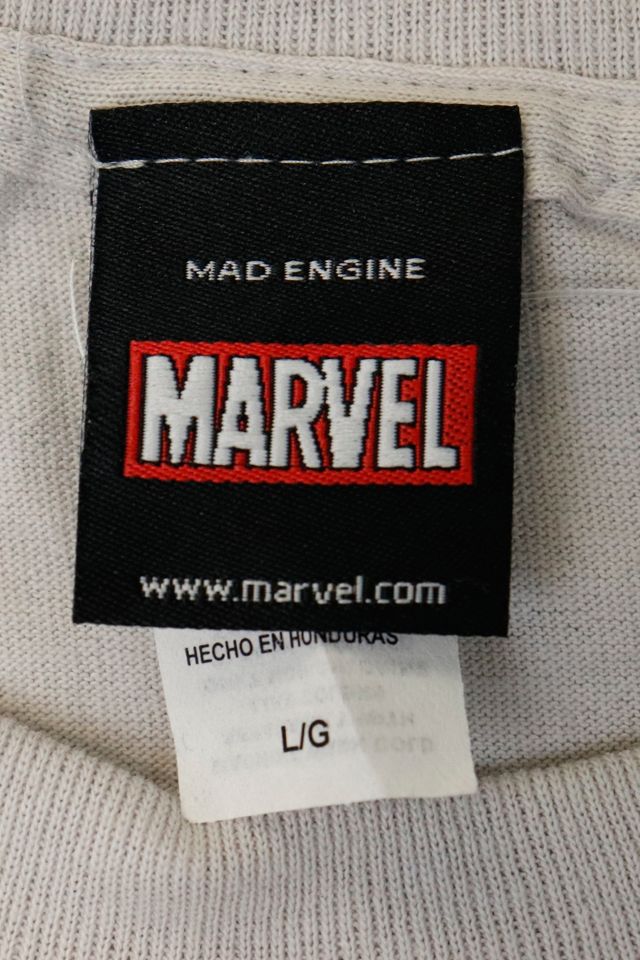 MAD ENGINE
MARVEL
www.marvel.com
HECHO EN HONDURAS
L/G